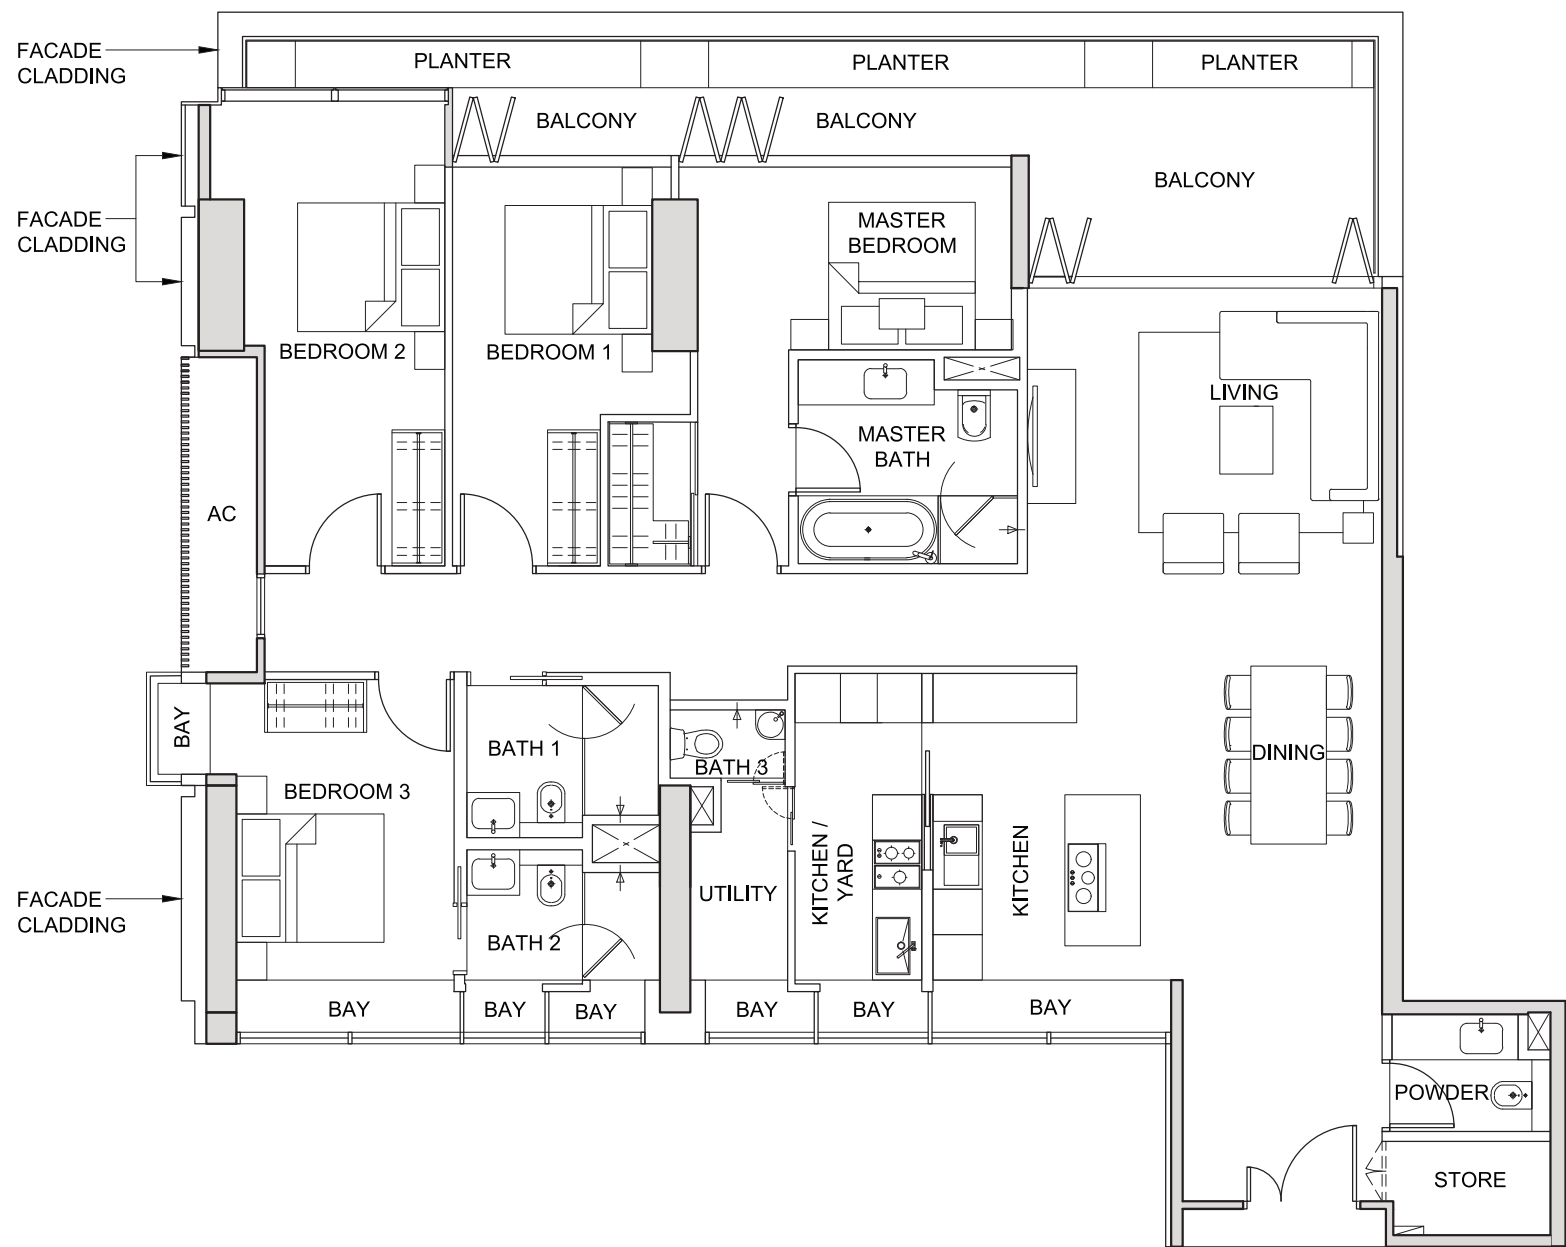 FACADE
CLADDING
PLANTER
PLANTER
PLANTER
BALCONY
BALCONY
BALCONY
FACADE
CLADDING
MASTER
BEDROOM
BEDROOM 2
BEDROOM 1
LIVING
MASTER
BATH
AC
BAY
BATH 1
BATH 3
DINING
BEDROOM 3
KITCHEN /
YARD
KITCHEN
UTILITY
FACADE
CLADDING
BATH 2
BAY
BAY
BAY
BAY
BAY
BAY
POWDER
STORE